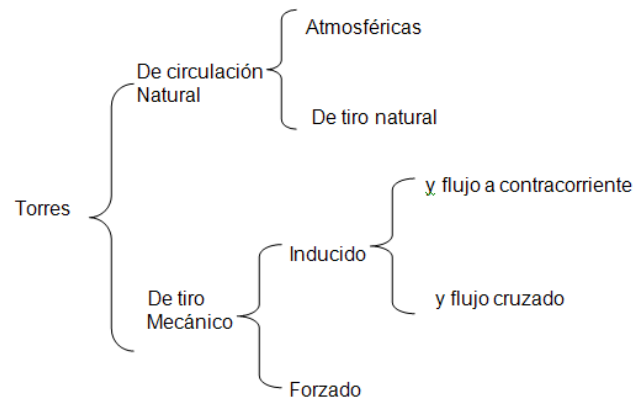 Torres
De circulación
Natural
Atmosféricas
De tiro natural
De tiro
Mecánico
Inducido
y flujo a contracorriente
y flujo cruzado
Forzado